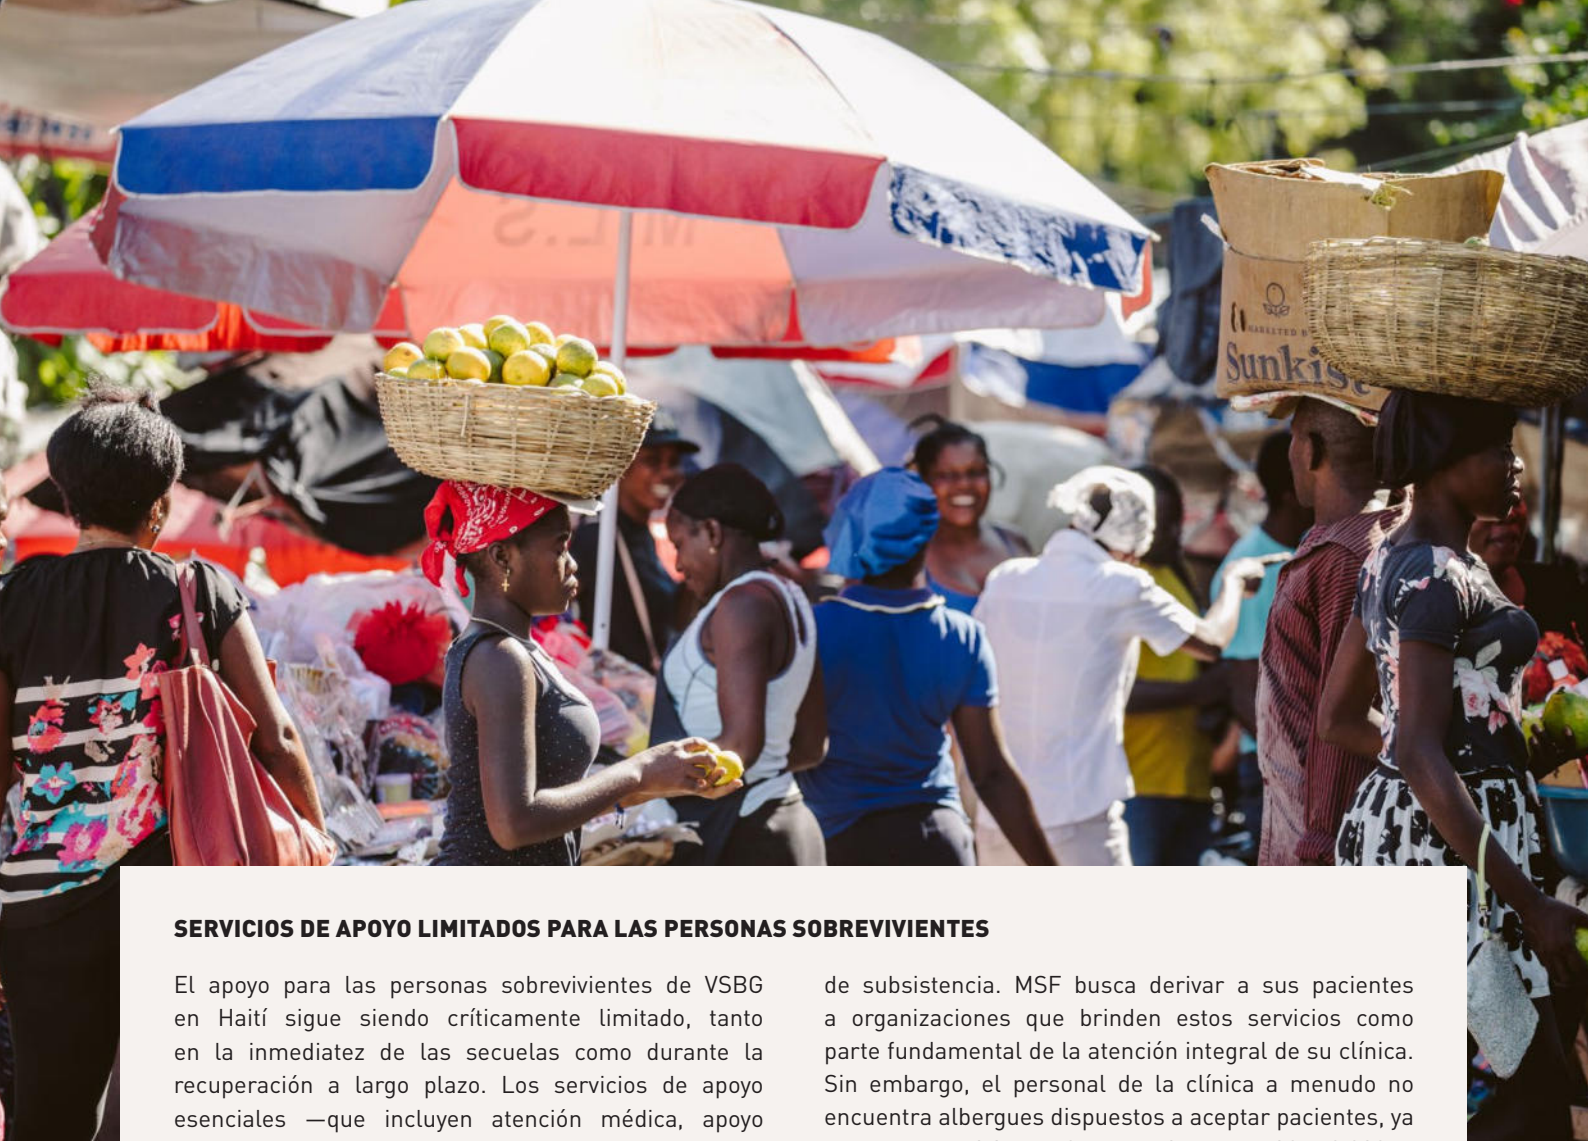 M.L.S
MARKETED B
Sunkist
SERVICIOS DE APOYO LIMITADOS PARA LAS PERSONAS SOBREVIVIENTES
El apoyo para las personas sobrevivientes de VSBG
en Haití sigue siendo críticamente limitado, tanto
en la inmediatez de las secuelas como durante la
recuperación a largo plazo. Los servicios de apoyo
esenciales —que incluyen atención médica, apoyo
de subsistencia. MSF busca derivar a sus pacientes
a organizaciones que brinden estos servicios como
parte fundamental de la atención integral de su clínica.
Sin embargo, el personal de la clínica a menudo no
encuentra albergues dispuestos a aceptar pacientes, ya